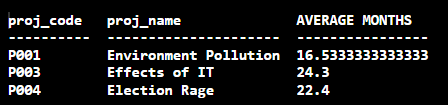 proj_code proj_name AVERAGE MONTHS
---------- --------------------- ----------------
P001 Environment Pollution 16.5333333333333
P003 Effects of IT 24.3
P004 Election Rage 22.4